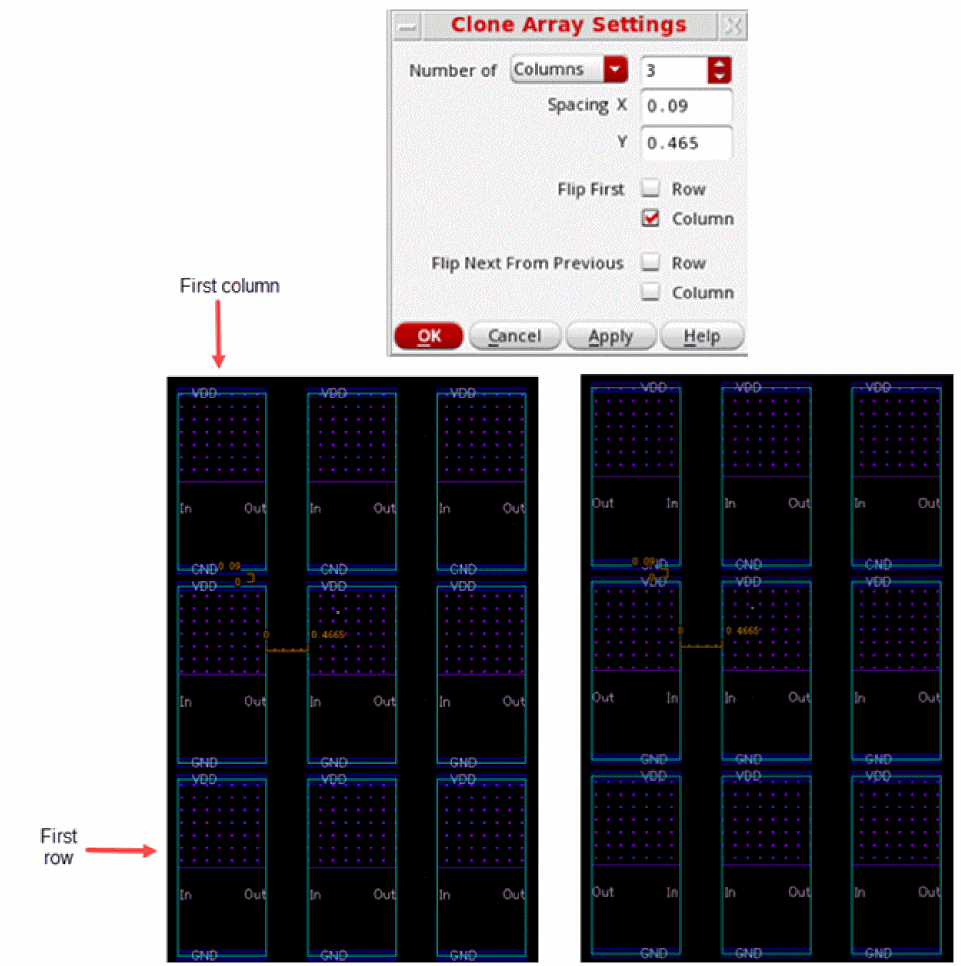 Clone Array Settings
Number of Columns 3
Spacing X 0.09
Y 0.465
Flip First Row
Column
Flip Next From Previous Row
Column
OK Cancel Apply Help
First column
VDD VDD VDD
In Out In Out In Out
GND GND GND
0.09
0
VDD VDD VDD
0 0.4665
In Out In Out In Out
GND GND GND
VDD VDD VDD
In Out In Out In Out
GND GND GND
First
row
VDD VDD VDD
Out In In Out In Out
GND GND GND
0.09
0
VDD VDD VDD
0 0.4665
Out In In Out In Out
GND GND GND
VDD VDD VDD
Out In In Out In Out
GND GND GND